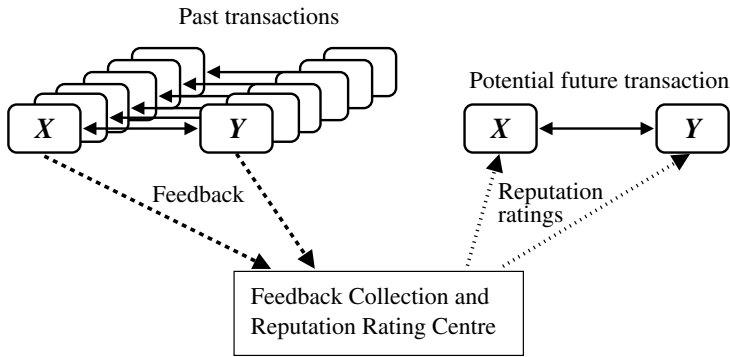 Past transactions
Potential future transaction
X Y X Y
Feedback
Reputation
ratings
Feedback Collection and
Reputation Rating Centre